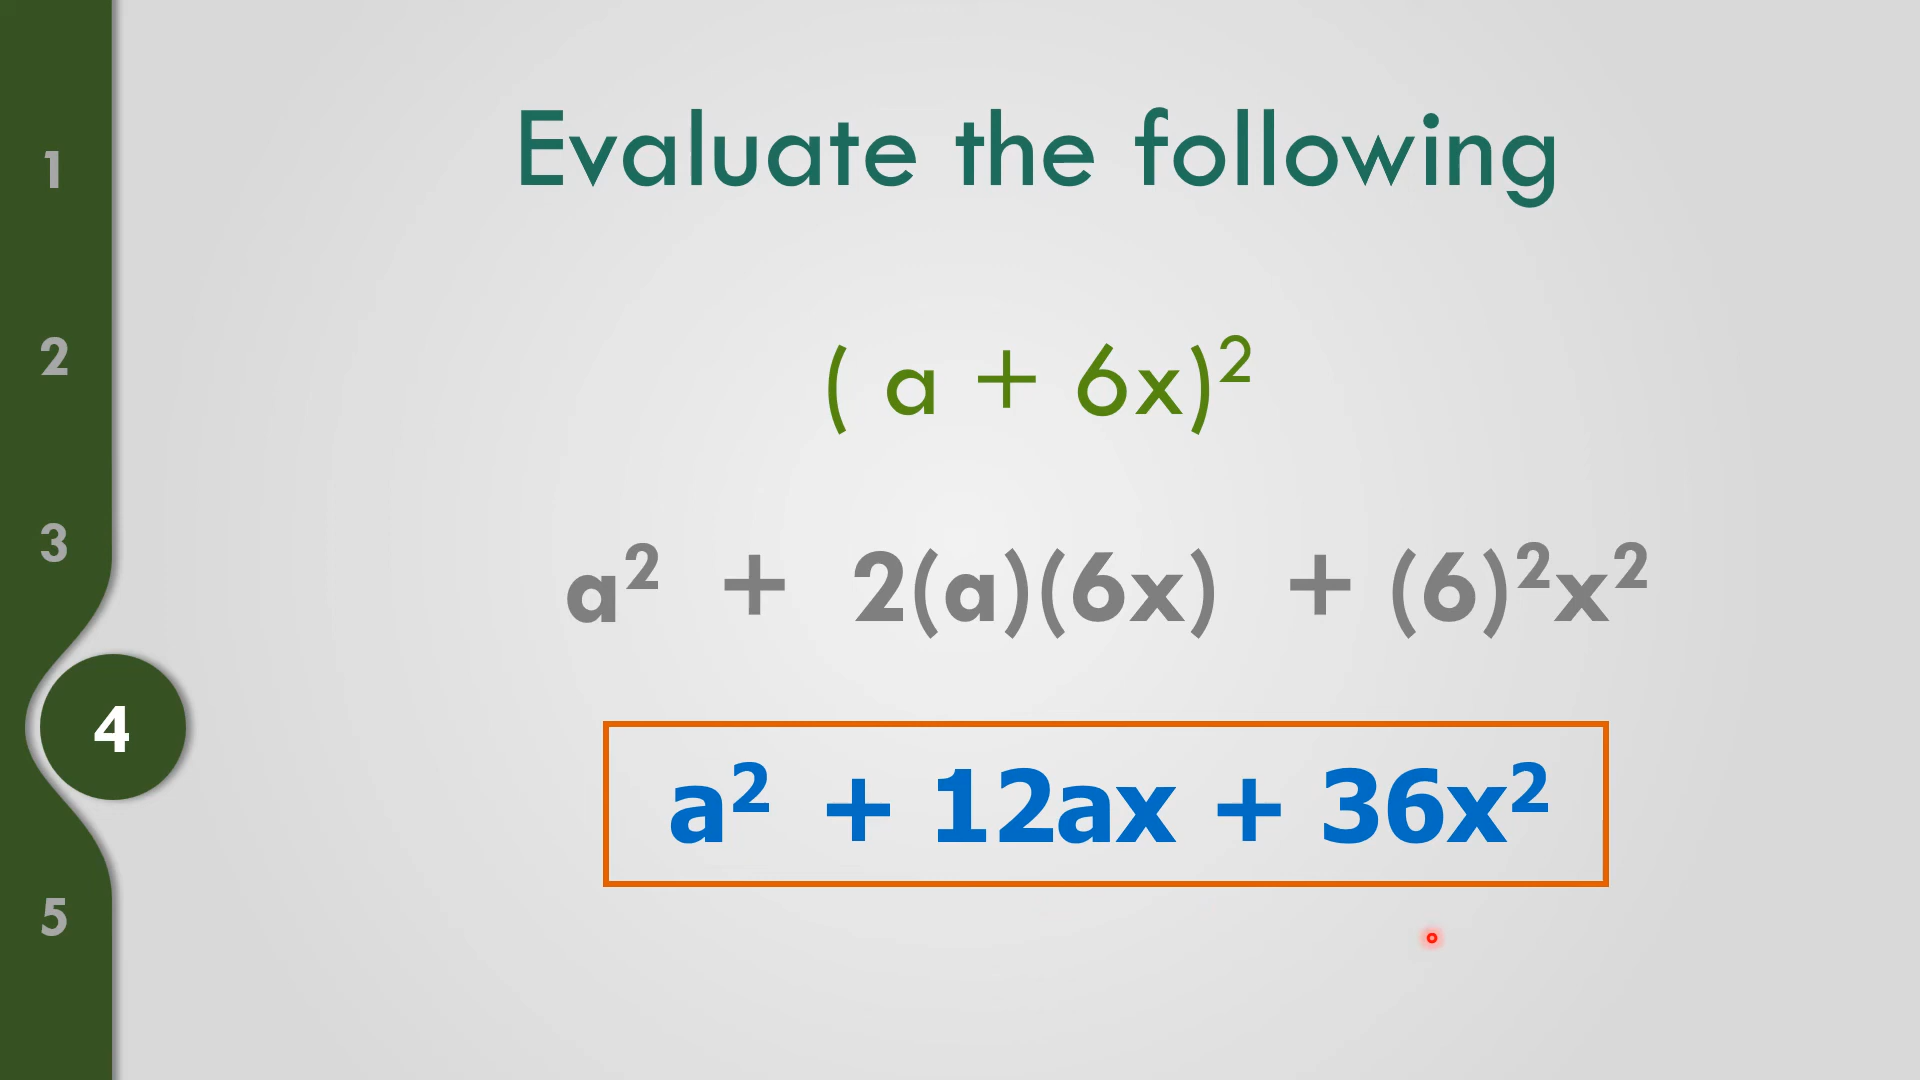 Evaluate the following
( a + 6x)²
a² + 2(a)(6x) + (6)²x²
a² + 12ax + 36x²
1
2
3
4
5